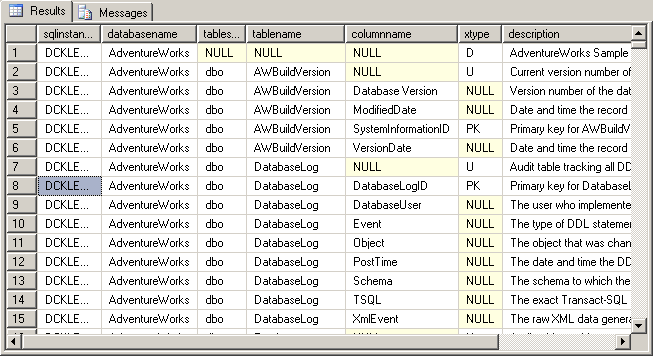 Results Messages
sqlinstan... databasename tables... tablename columnname xtype description
1 DCKLE... AdventureWorks NULL NULL NULL D AdventureWorks Sample
2 DCKLE... AdventureWorks dbo AWBuildVersion NULL U Current version number of
3 DCKLE... AdventureWorks dbo AWBuildVersion Database Version NULL Version number of the dat
4 DCKLE... AdventureWorks dbo AWBuildVersion ModifiedDate NULL Date and time the record
5 DCKLE... AdventureWorks dbo AWBuildVersion SystemInformationID PK Primary key for AWBuildV
6 DCKLE... AdventureWorks dbo AWBuildVersion VersionDate NULL Date and time the record
7 DCKLE... AdventureWorks dbo DatabaseLog NULL U Audit table tracking all DD
8 DCKLE... AdventureWorks dbo DatabaseLog DatabaseLogID PK Primary key for DatabaseL
9 DCKLE... AdventureWorks dbo DatabaseLog DatabaseUser NULL The user who implemente
10 DCKLE... AdventureWorks dbo DatabaseLog Event NULL The type of DDL statemen
11 DCKLE... AdventureWorks dbo DatabaseLog Object NULL The object that was chan
12 DCKLE... AdventureWorks dbo DatabaseLog PostTime NULL The date and time the DD
13 DCKLE... AdventureWorks dbo DatabaseLog Schema NULL The schema to which the
14 DCKLE... AdventureWorks dbo DatabaseLog TSQL NULL The exact Transact-SQL
15 DCKLE... AdventureWorks dbo DatabaseLog XmlEvent NULL The raw XML data genera